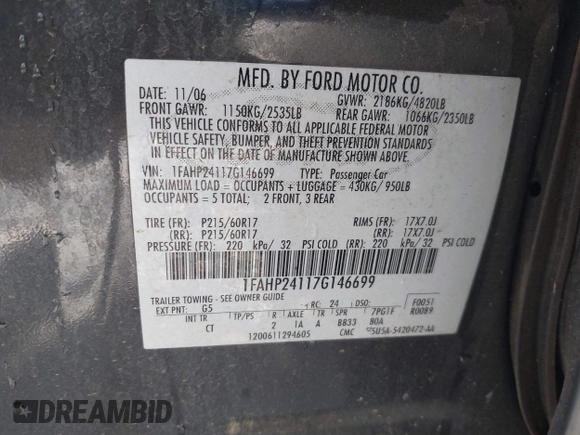 MFD. BY FORD MOTOR CO.
DATE: 11/06 GVWR: 2186KG/4820LB
FRONT GAWR: 1150KG/2535LB REAR GAWR: 1066KG/2350LB
THIS VEHICLE CONFORMS TO ALL APPLICABLE FEDERAL MOTOR
VEHICLE SAFETY, BUMPER, AND THEFT PREVENTION STANDARDS
IN EFFECT ON THE DATE OF MANUFACTURE SHOWN ABOVE.
VIN: 1FAHP24117G146699 TYPE: Passenger Car
MAXIMUM LOAD = OCCUPANTS + LUGGAGE = 430KG/ 950LB
OCCUPANTS = 5 TOTAL; 2 FRONT, 3 REAR
TIRE (FR): P215/60R17 RIMS (FR): 17X7.0J
(RR): P215/60R17 (RR): 17X7.0J
PRESSURE (FR): 220 kPa/ 32 PSI COLD (RR): 220 kPa/ 32 PSI COLD
1FAHP24117G146699
TRAILER TOWING - SEE OWNER GUIDE
EXT PNT: G5 RC: 24 DSO: F0051
INT TR TP/PS R AXLE TR SPR 7PG1F R0089
CT 2 IA A BB33 80A
1200611294605 CMC 5U5A-5420472-AA
DREAMBID